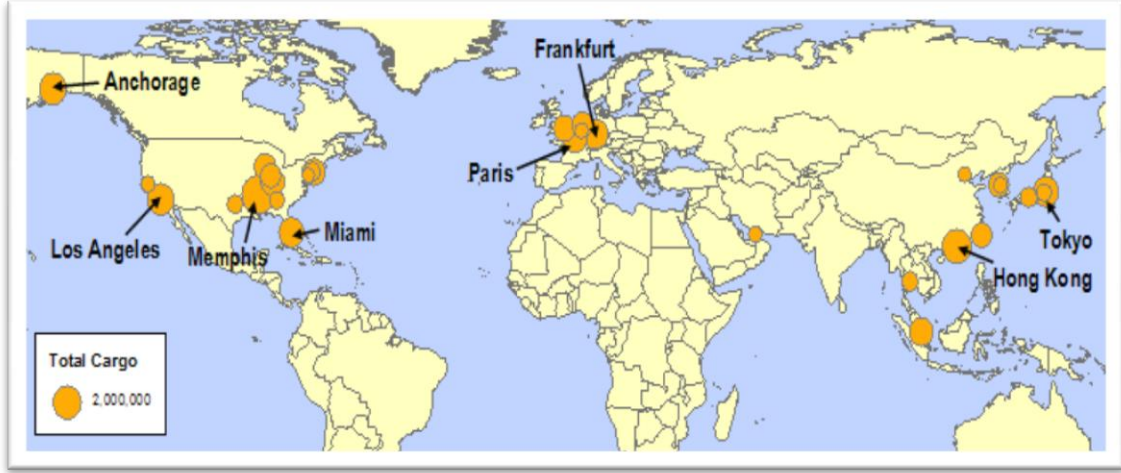 Frankfurt
Anchorage
Paris
Los Angeles
Memphis
Miami
Tokyo
Hong Kong
Total Cargo
2,000,000